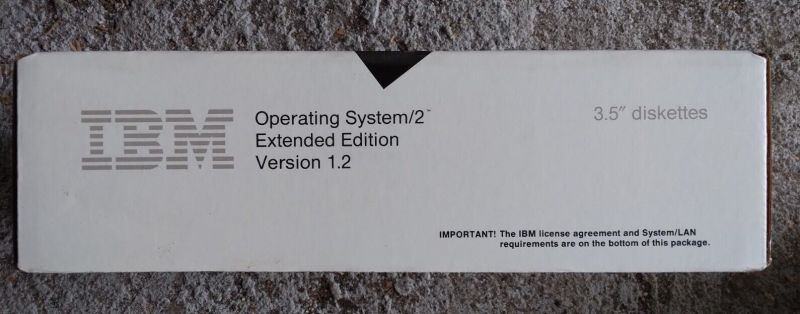 IBM
Operating System/2™
Extended Edition
Version 1.2
3.5″ diskettes
IMPORTANT! The IBM license agreement and System/LAN
requirements are on the bottom of this package.